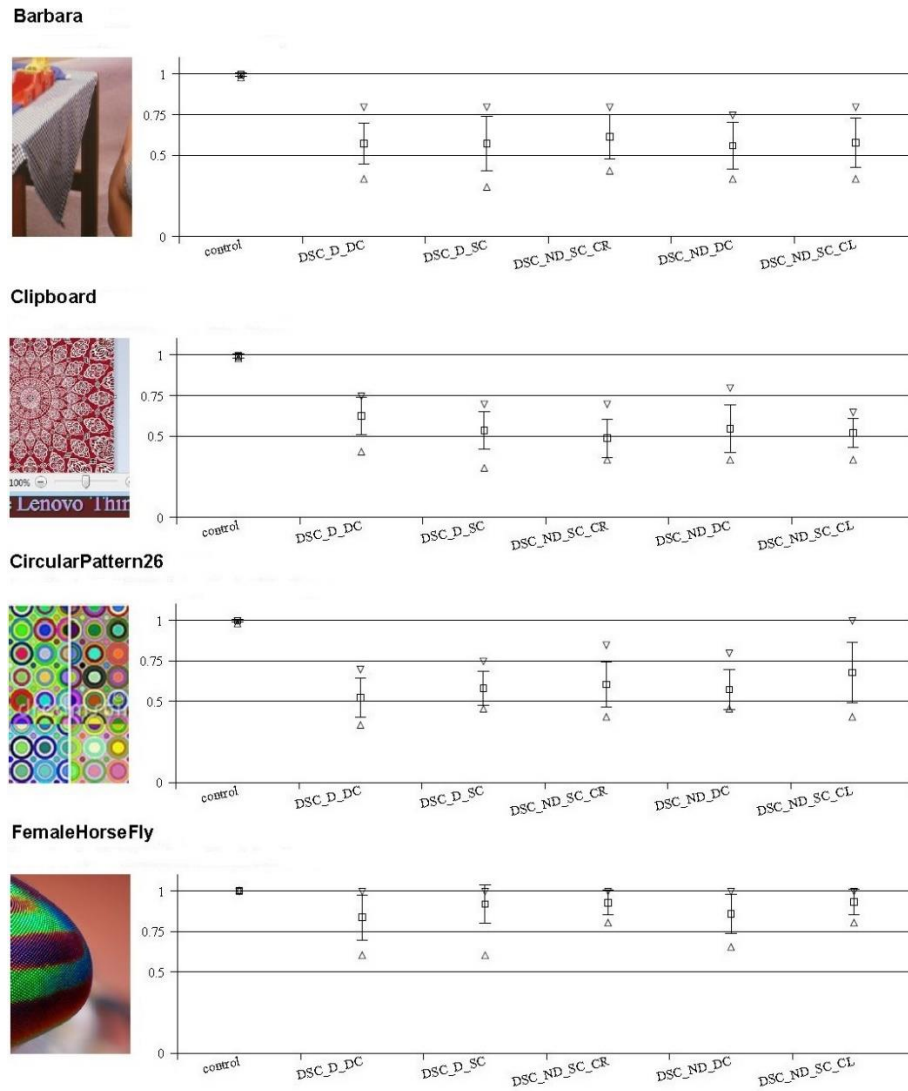 Barbara
1
0.75
0.5
0
control
DSC_D_DC
DSC_D_SC
DSC_ND_SC_CR
DSC_ND_DC
DSC_ND_SC_CL
Clipboard
100%
Lenovo Thin
1
0.75
0.5
0
control
DSC_D_DC
DSC_D_SC
DSC_ND_SC_CR
DSC_ND_DC
DSC_ND_SC_CL
CircularPattern26
1
0.75
0.5
0
control
DSC_D_DC
DSC_D_SC
DSC_ND_SC_CR
DSC_ND_DC
DSC_ND_SC_CL
FemaleHorseFly
1
0.75
0.5
0
control
DSC_D_DC
DSC_D_SC
DSC_ND_SC_CR
DSC_ND_DC
DSC_ND_SC_CL